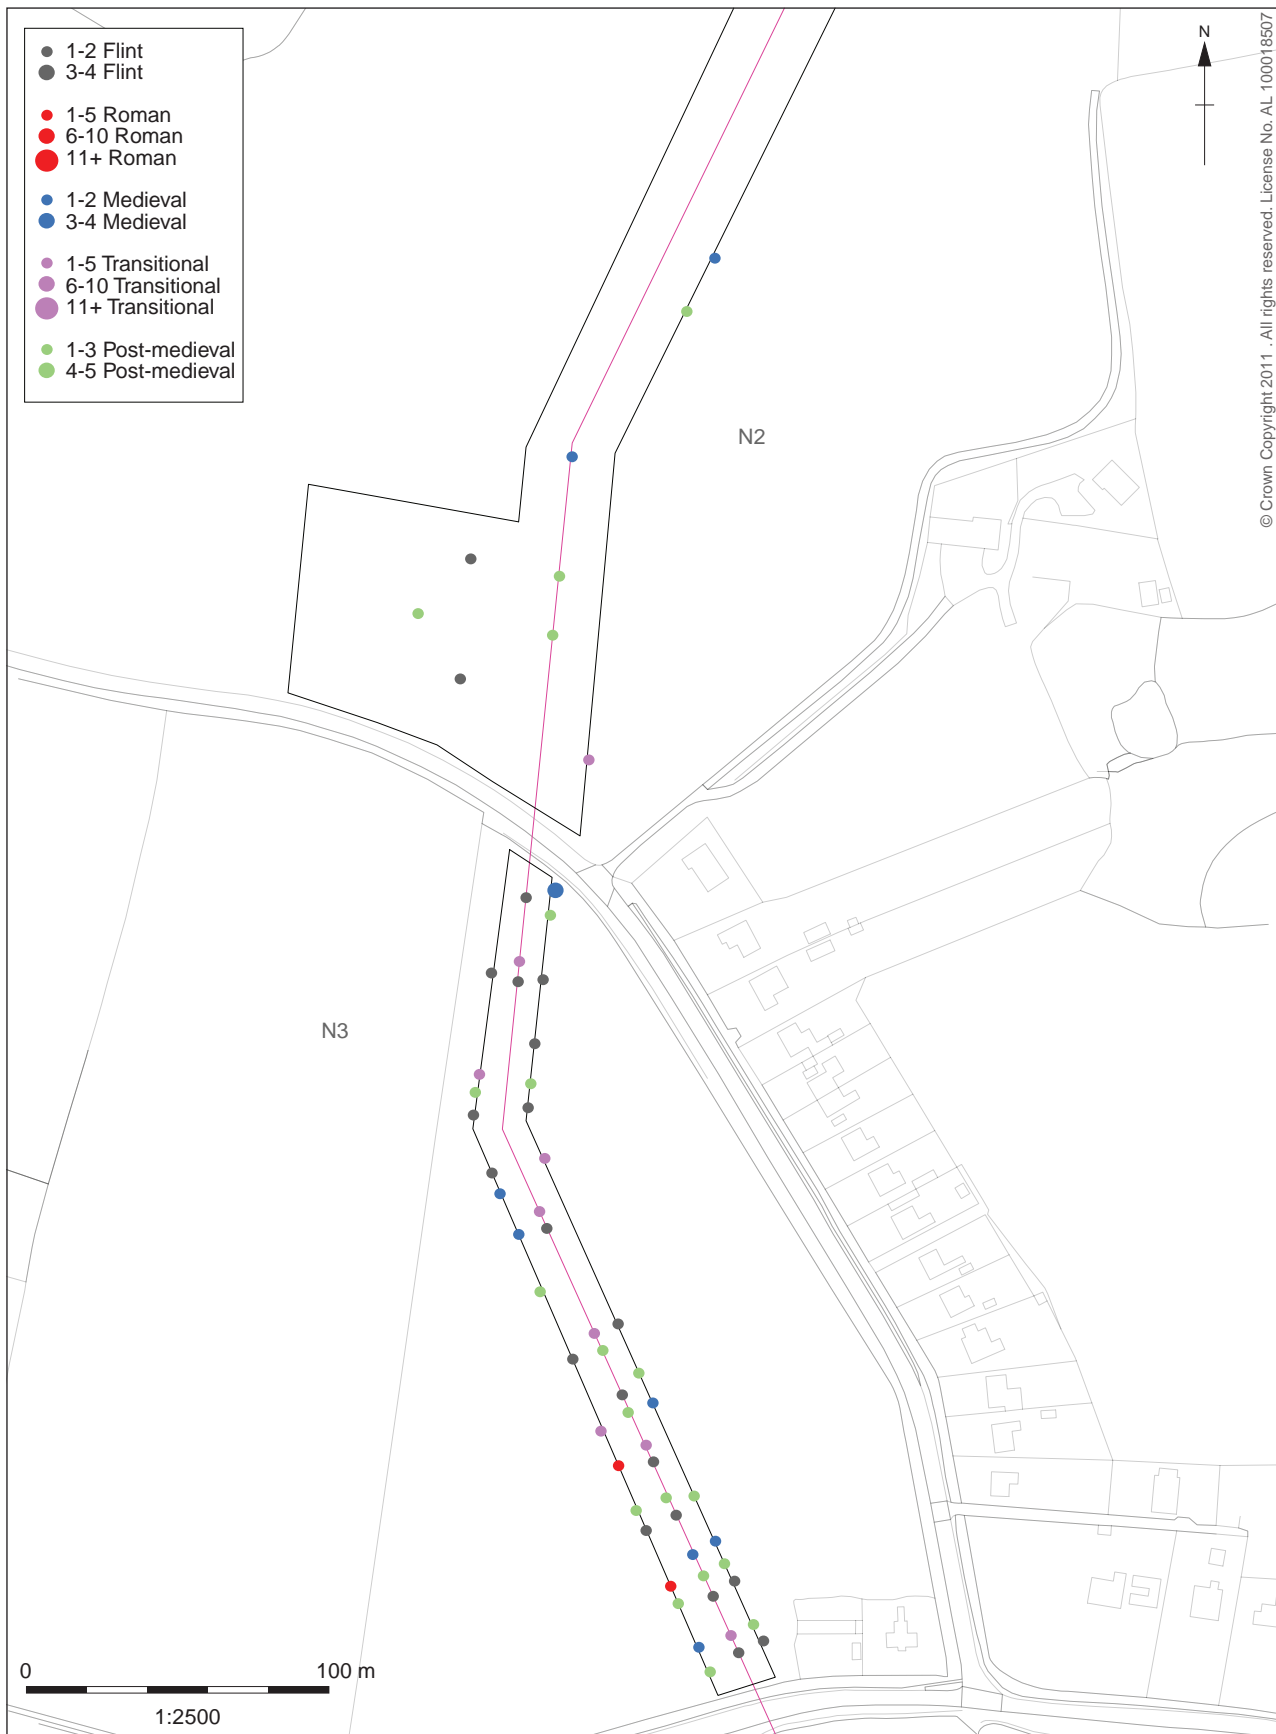 1-2 Flint
3-4 Flint
1-5 Roman
6-10 Roman
11+ Roman
1-2 Medieval
3-4 Medieval
1-5 Transitional
6-10 Transitional
11+ Transitional
1-3 Post-medieval
4-5 Post-medieval
N
© Crown Copyright 2011 . All rights reserved. License No. AL 100018507
N2
N3
0 100 m
1:2500